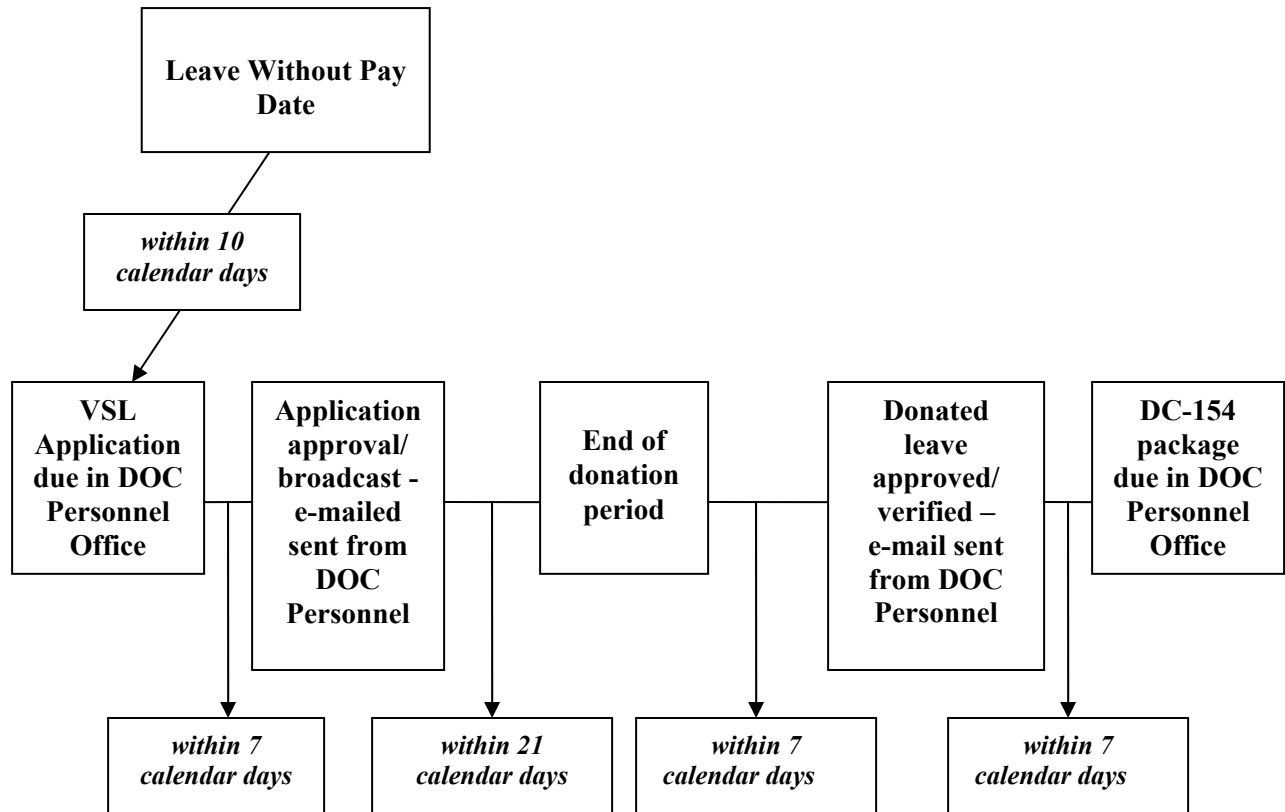 Leave Without Pay
Date
within 10
calendar days
VSL
Application
due in DOC
Personnel
Office
Application
approval/
broadcast -
e-mailed
sent from
DOC
Personnel
End of
donation
period
Donated
leave
approved/
verified –
e-mail sent
from DOC
Personnel
DC-154
package
due in DOC
Personnel
Office
within 7
calendar days
within 21
calendar days
within 7
calendar days
within 7
calendar days